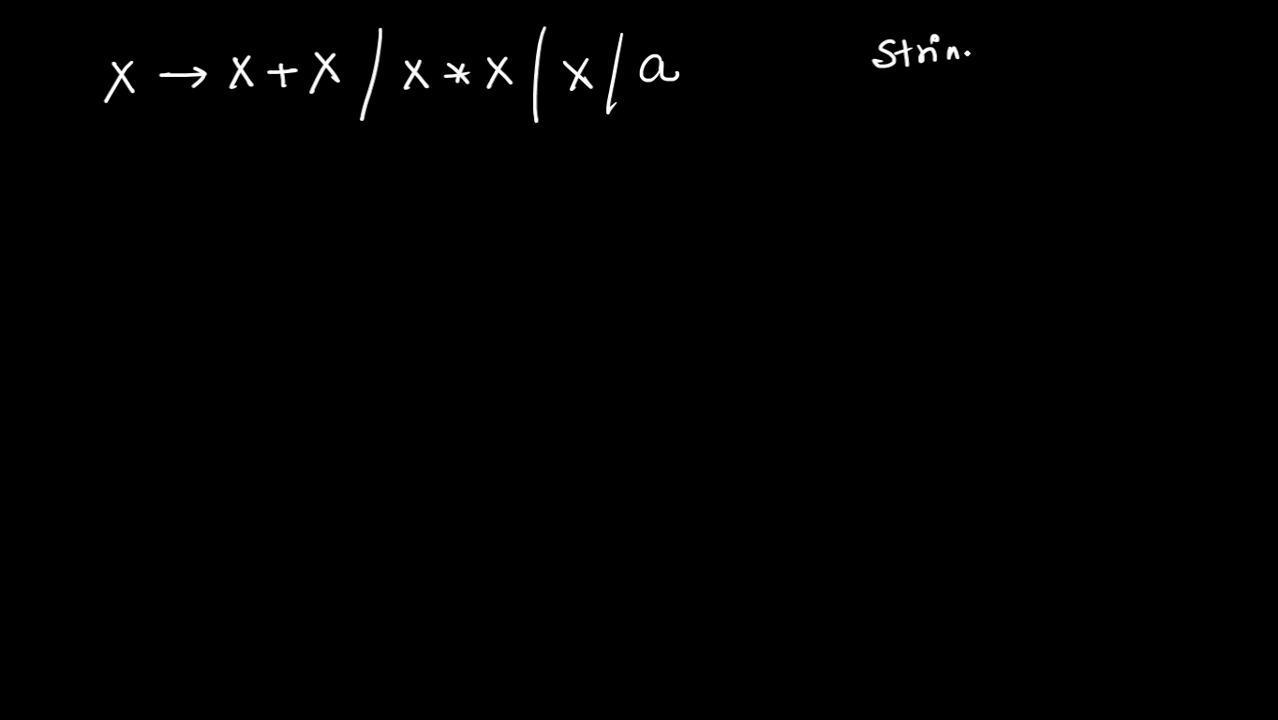 X → X + X / X * X / X / a
Strin